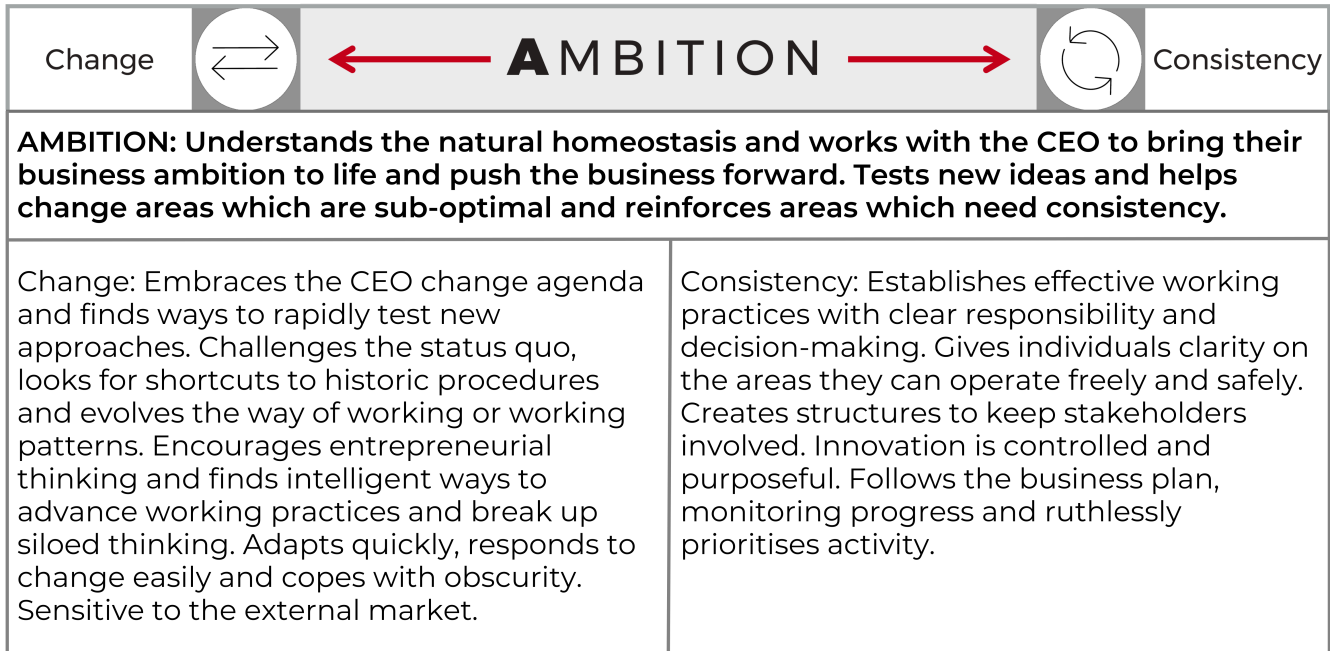 Change
AMBITION
Consistency
AMBITION: Understands the natural homeostasis and works with the CEO to bring their
business ambition to life and push the business forward. Tests new ideas and helps
change areas which are sub-optimal and reinforces areas which need consistency.
Change: Embraces the CEO change agenda
and finds ways to rapidly test new
approaches. Challenges the status quo,
looks for shortcuts to historic procedures
and evolves the way of working or working
patterns. Encourages entrepreneurial
thinking and finds intelligent ways to
advance working practices and break up
siloed thinking. Adapts quickly, responds to
change easily and copes with obscurity.
Sensitive to the external market.
Consistency: Establishes effective working
practices with clear responsibility and
decision-making. Gives individuals clarity on
the areas they can operate freely and safely.
Creates structures to keep stakeholders
involved. Innovation is controlled and
purposeful. Follows the business plan,
monitoring progress and ruthlessly
prioritises activity.